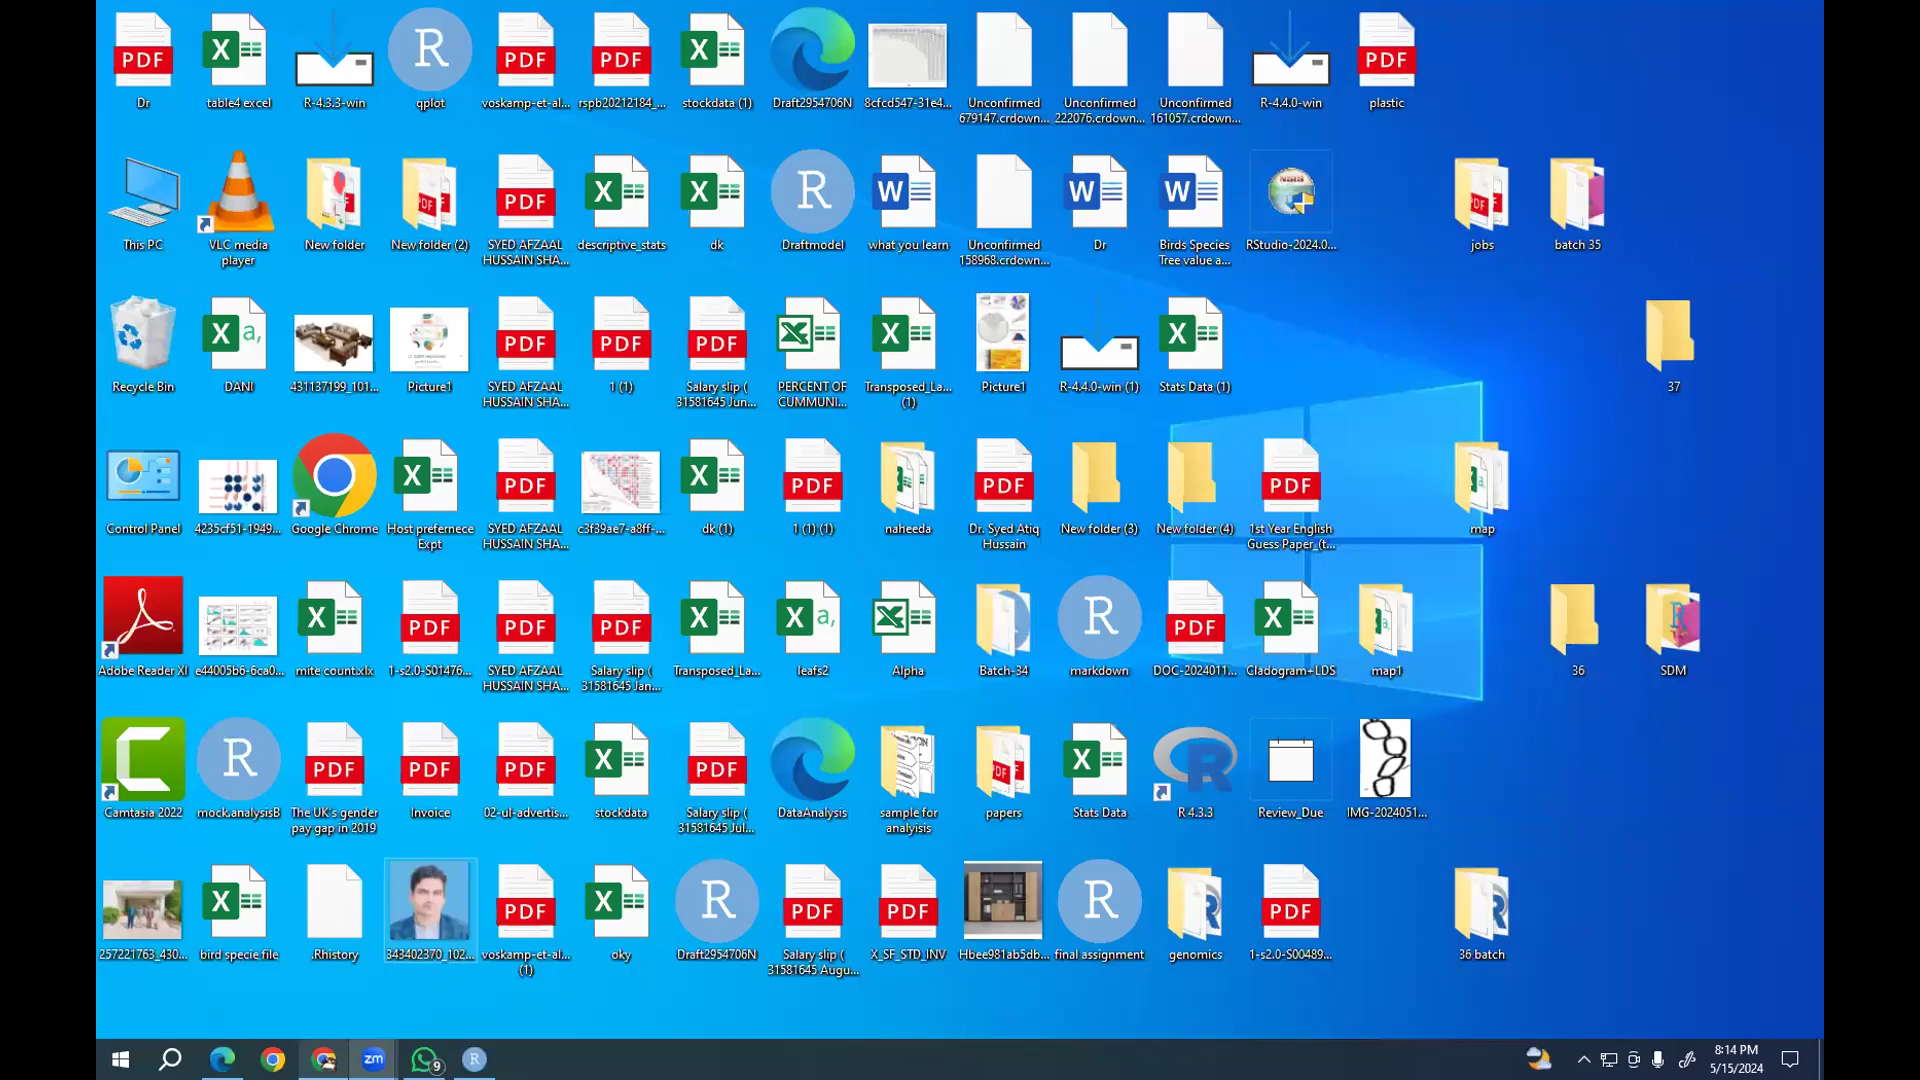 Dr
table4 excel
R-4.3.3-win
qplot
voskamp-et-al...
rspb20212184_...
stockdata (1)
Draft2954706N
8cfcd547-31e4...
Unconfirmed
679147.crdown...
Unconfirmed
222076.crdown...
Unconfirmed
161057.crdown...
R-4.4.0-win
plastic
This PC
VLC media
player
New folder
New folder (2)
SYED AFZAAL
HUSSAIN SHA...
descriptive_stats
dk
Draftmodel
what you learn
Unconfirmed
158968.crdown...
Dr
Birds Species
Tree value a...
RStudio-2024.0...
jobs
batch 35
Recycle Bin
DANI
431137199_101...
Picture1
SYED AFZAAL
HUSSAIN SHA...
1 (1)
Salary slip (
31581645 Jun...
PERCENT OF
CUMMUNI...
Transposed_La...
(1)
Picture1
R-4.4.0-win (1)
Stats Data (1)
37
Control Panel
4235cf51-1949...
Google Chrome
Host prefernece
Expt
SYED AFZAAL
HUSSAIN SHA...
c3f39ae7-a8ff-...
dk (1)
1 (1) (1)
naheeda
Dr. Syed Atiq
Hussain
New folder (3)
New folder (4)
1st Year English
Guess Paper_(t...
map
Adobe Reader XI
e44005b6-6ca0...
mite count.xlx
1-s2.0-S01476...
SYED AFZAAL
HUSSAIN SHA...
Salary slip (
31581645 Jan...
Transposed_La...
leafs2
Alpha
Batch-34
markdown
DOC-2024011...
Cladogram+LDS
map1
36
SDM
Camtasia 2022
mock.analysisB
The UK's gender
pay gap in 2019
Invoice
02-ul-advertis...
stockdata
Salary slip (
31581645 Jul...
DataAnalysis
sample for
analyisis
papers
Stats Data
R 4.3.3
Review_Due
IMG-2024051...
257221763_430...
bird specie file
.Rhistory
343402370_102...
voskamp-et-al...
(1)
oky
Draft2954706N
Salary slip (
31581645 Augu...
X_SF_STD_INV
Hbee981ab5db...
final assignment
genomics
1-s2.0-S00489...
36 batch
zm
9
8:14 PM
5/15/2024